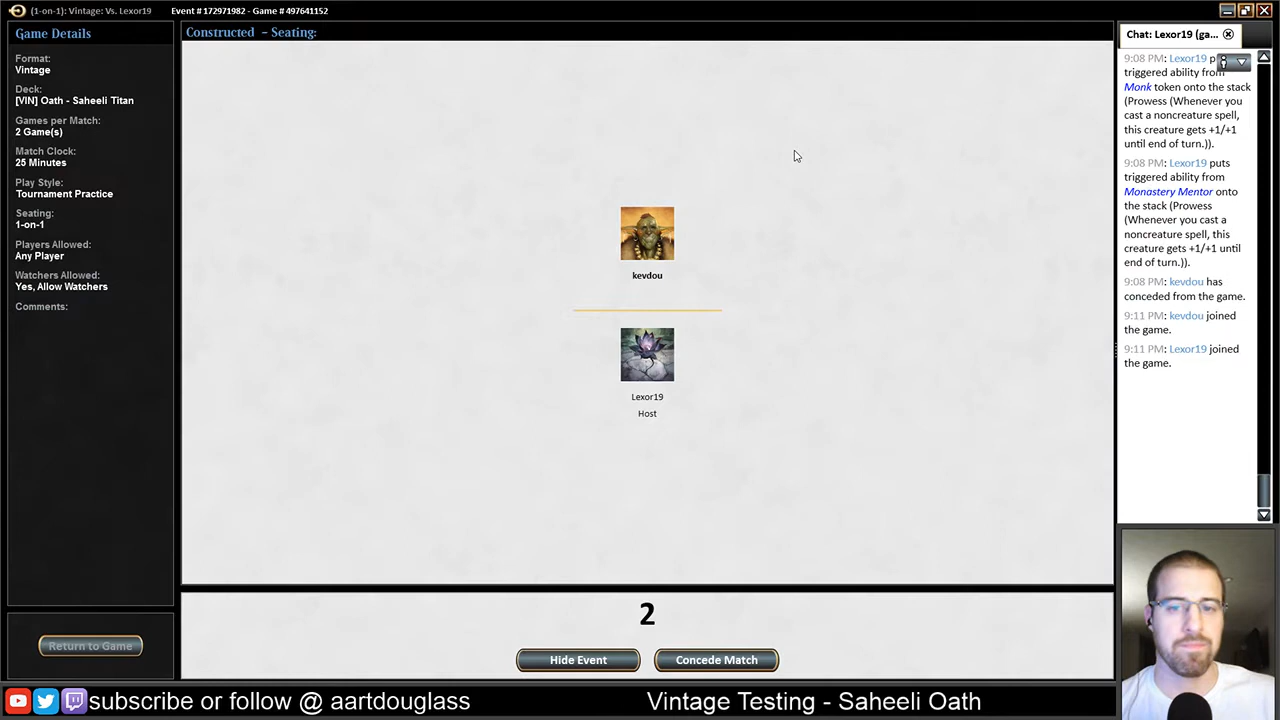 (1-on-1): Vintage: Vs. Lexor19
Event # 172971982 - Game # 497641152
Game Details
Format:
Vintage
Deck:
[VIN] Oath - Saheeli Titan
Games per Match:
2 Game(s)
Match Clock:
25 Minutes
Play Style:
Tournament Practice
Seating:
1-on-1
Players Allowed:
Any Player
Watchers Allowed:
Yes, Allow Watchers
Comments:
Return to Game
Constructed - Seating:
kevdou
Lexor19
Host
2
Hide Event
Concede Match
Chat: Lexor19 (ga...
9:08 PM: Lexor19
triggered ability from
Monk token onto the stack
(Prowess (Whenever you
cast a noncreature spell,
this creature gets +1/+1
until end of turn.)).
9:08 PM: Lexor19 puts
triggered ability from
Monastery Mentor onto
the stack (Prowess
(Whenever you cast a
noncreature spell, this
creature gets +1/+1 until
end of turn.)).
9:08 PM: kevdou has
conceded from the game.
9:11 PM: kevdou joined
the game.
9:11 PM: Lexor19 joined
the game.
subscribe or follow @ aartdouglass
Vintage Testing - Saheeli Oath